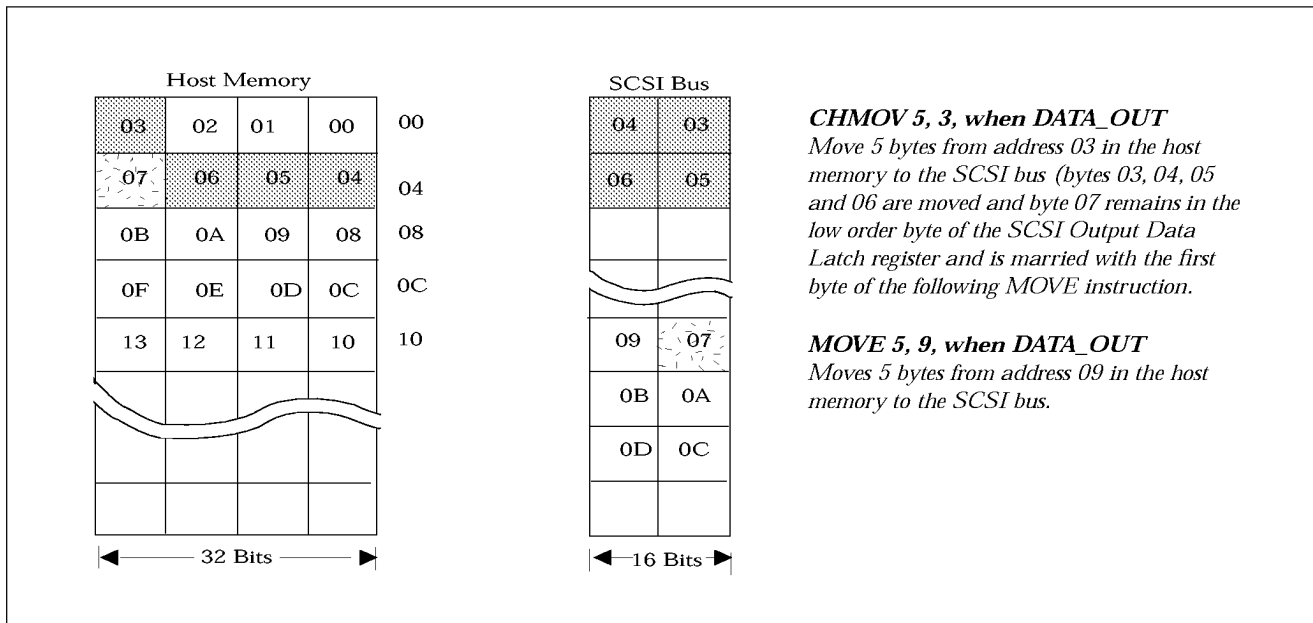 Host Memory
03 02 01 00 00
07 06 05 04 04
0B 0A 09 08 08
0F 0E 0D 0C 0C
13 12 11 10 10
32 Bits
SCSI Bus
04 03
06 05
09 07
0B 0A
0D 0C
16 Bits
CHMOV 5, 3, when DATA_OUT
Move 5 bytes from address 03 in the host
memory to the SCSI bus (bytes 03, 04, 05
and 06 are moved and byte 07 remains in the
low order byte of the SCSI Output Data
Latch register and is married with the first
byte of the following MOVE instruction.
MOVE 5, 9, when DATA_OUT
Moves 5 bytes from address 09 in the host
memory to the SCSI bus.